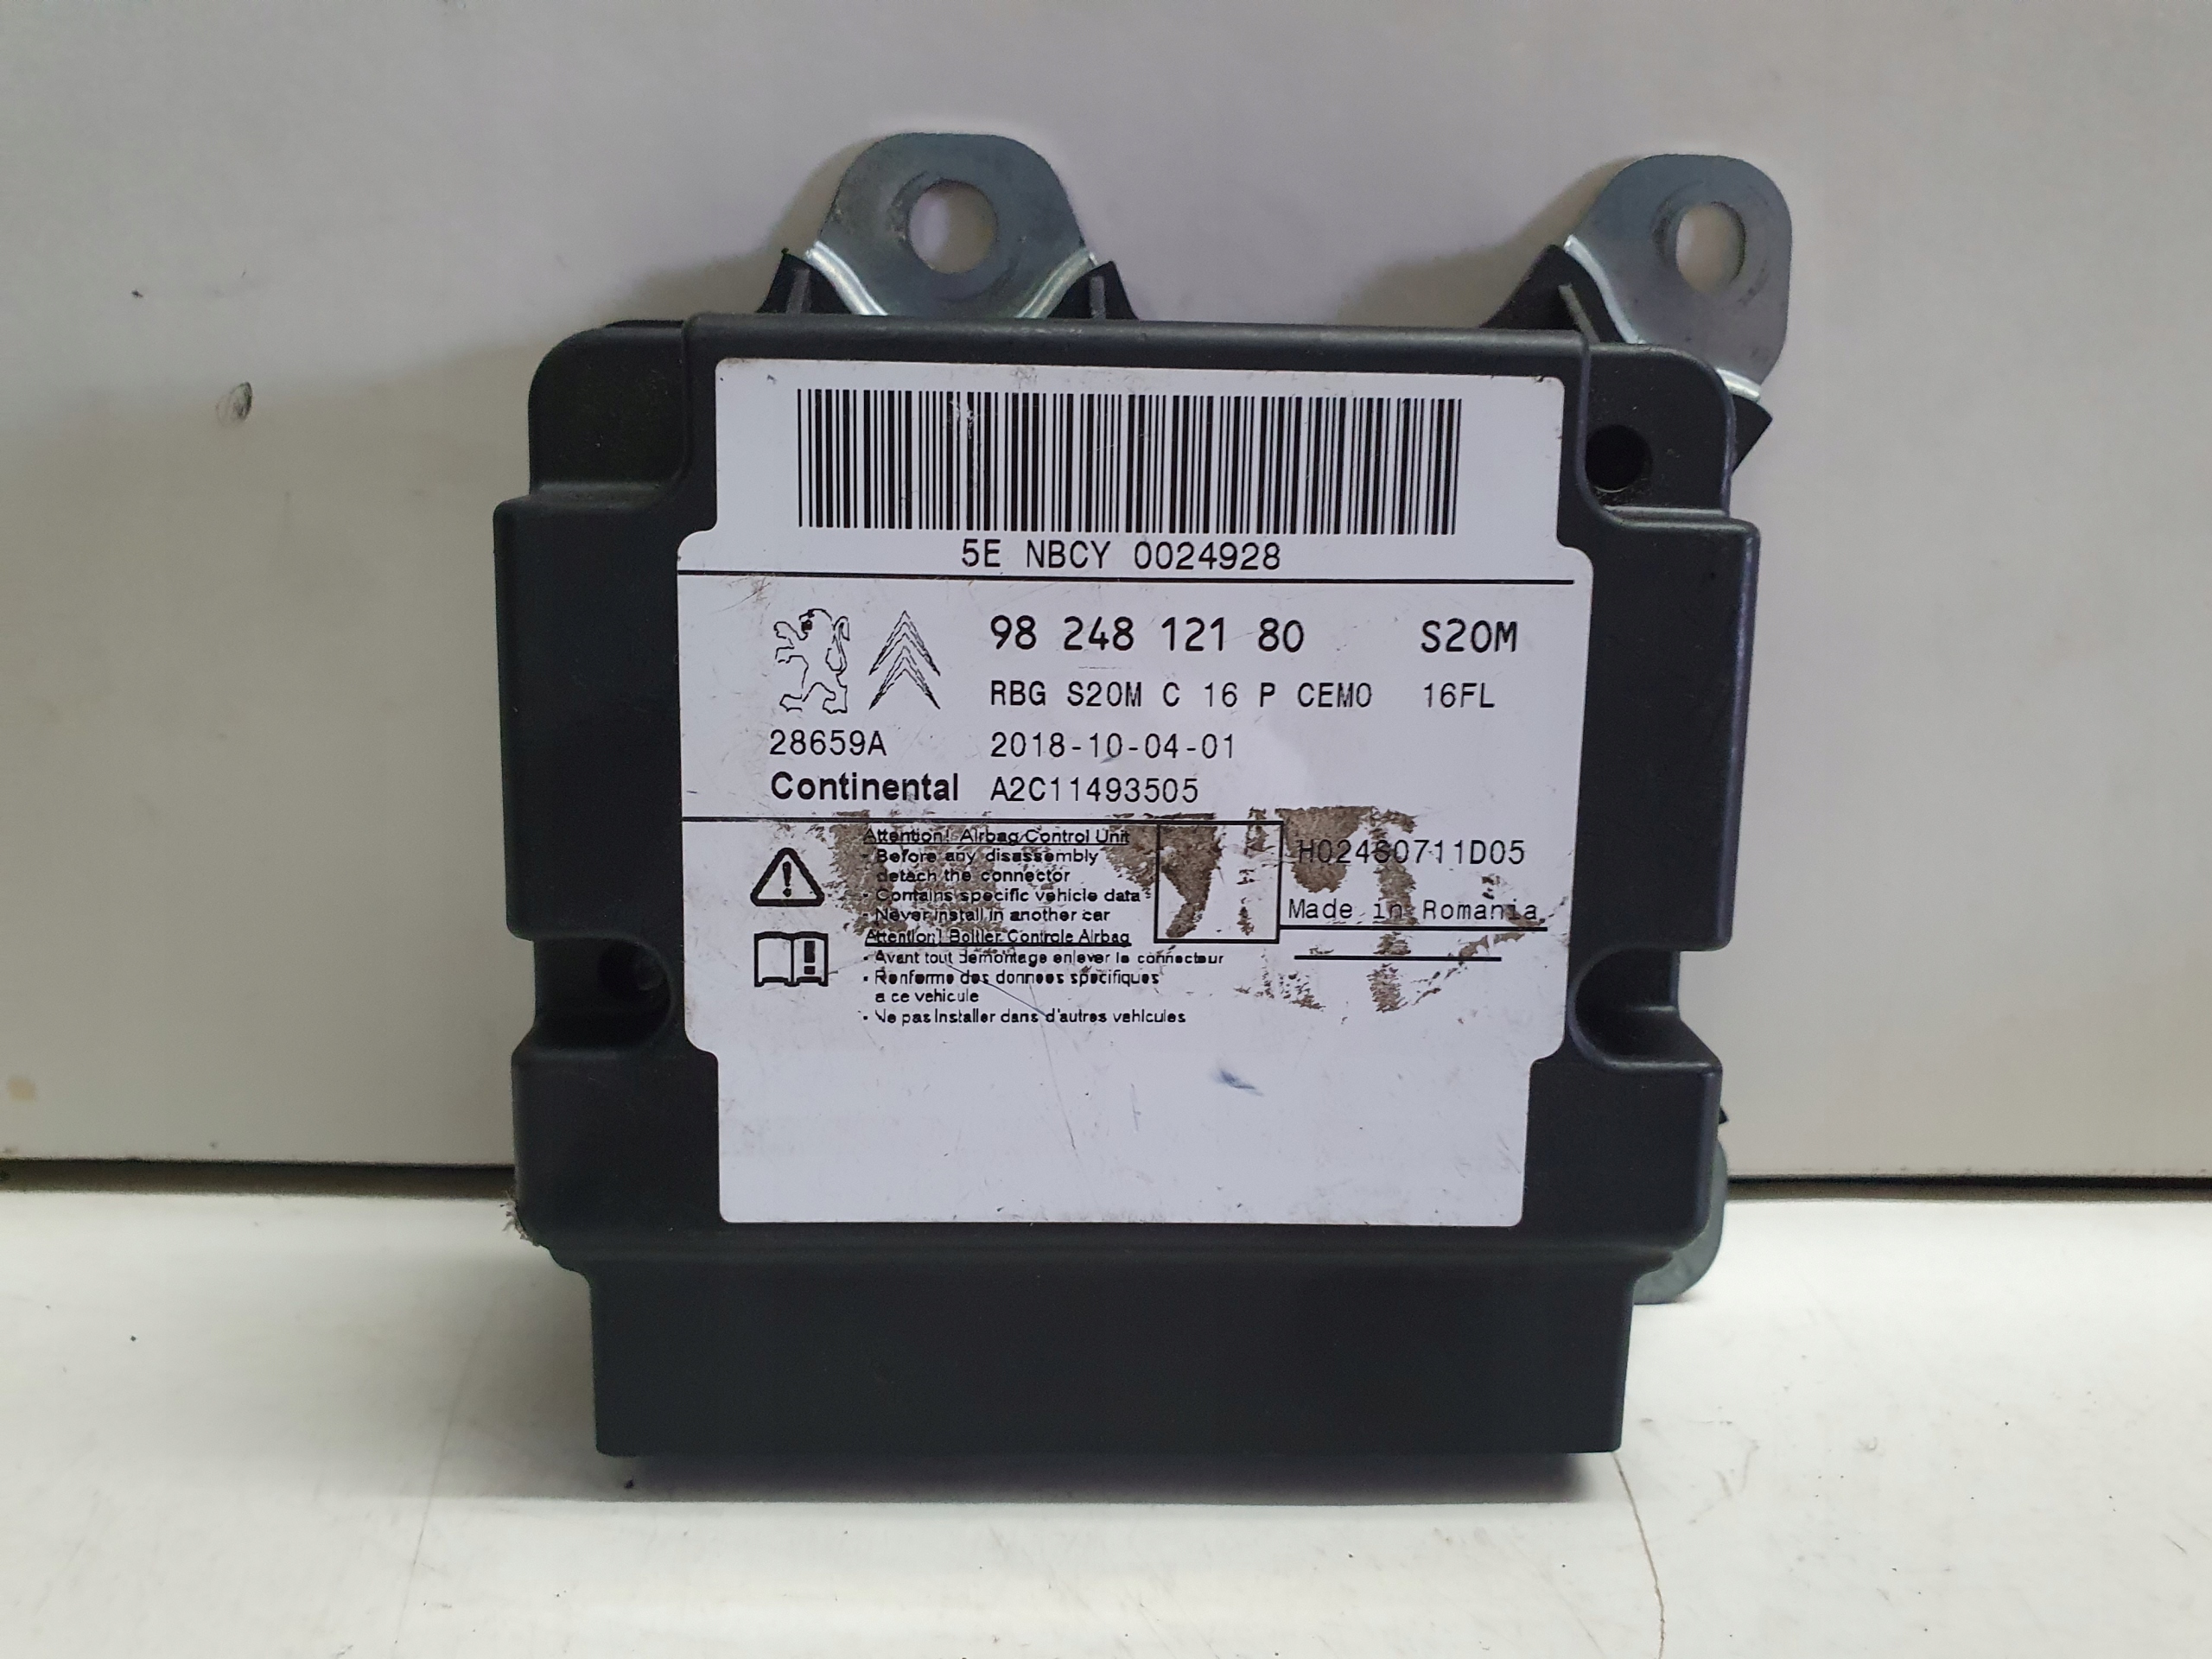 5E NBCY 0024928
98 248 121 80 S20M
RBG S20M C 16 P CEMO 16FL
28659A 2018-10-04-01
Continental A2C11493505
Attention! Airbag Control Unit
- Before any disassembly
detach the connector
- Contains specific vehicle data
- Never install in another car
Attention! Boitier Controle Airbag
- Avant tout demontage enlever le connecteur
- Renferme des donnees specifiques
a ce vehicule
- Ne pas installer dans d'autres vehicules
H02460711D05
Made in Romania